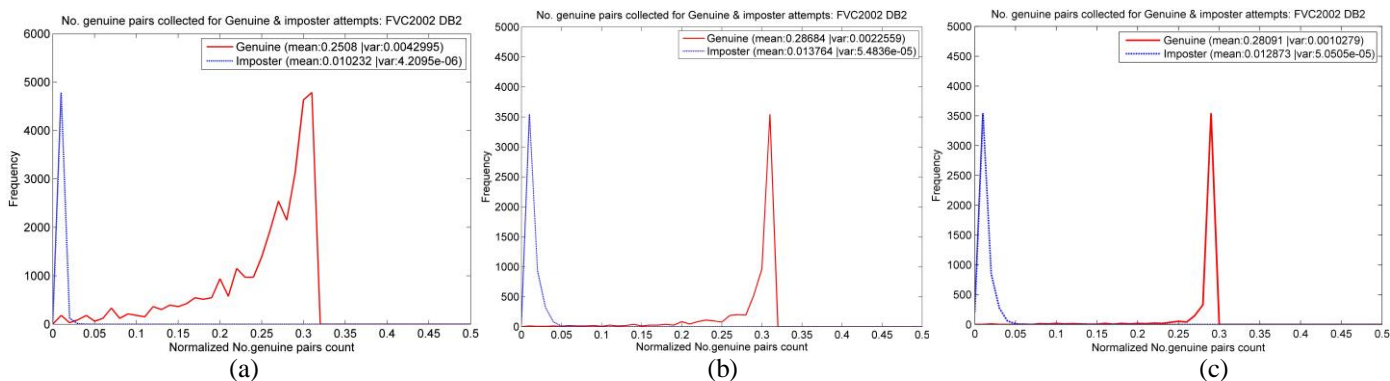 No. genuine pairs collected for Genuine & imposter attempts: FVC2002 DB2
6000
5000
4000
3000
2000
1000
0
Frequency
Genuine (mean:0.2508 |var:0.0042995)
Imposter (mean:0.010232 |var:4.2095e-06)
0 0.05 0.1 0.15 0.2 0.25 0.3 0.35 0.4 0.45 0.5
Normalized No.genuine pairs count
(a)
No. genuine pairs collected for Genuine & imposter attempts: FVC2002 DB2
5000
4500
4000
3500
3000
2500
2000
1500
1000
500
0
Frequency
Genuine (mean:0.28684 |var:0.0022559)
Imposter (mean:0.013764 |var:5.4836e-05)
0 0.05 0.1 0.15 0.2 0.25 0.3 0.35 0.4 0.45 0.5
Normalized No.genuine pairs count
(b)
No. genuine pairs collected for Genuine & imposter attempts: FVC2002 DB2
5000
4500
4000
3500
3000
2500
2000
1500
1000
500
0
Frequency
Genuine (mean:0.28091 |var:0.0010279)
Imposter (mean:0.012873 |var:5.0505e-05)
0 0.05 0.1 0.15 0.2 0.25 0.3 0.35 0.4 0.45 0.5
Normalized No.genuine pairs count
(c)